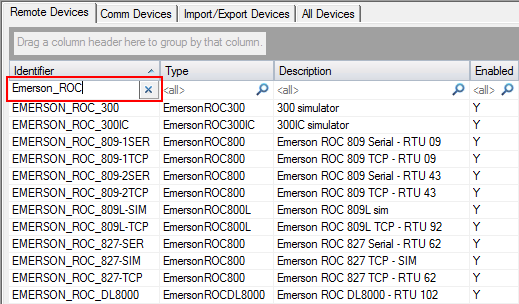 Remote Devices Comm Devices Import/Export Devices All Devices
Drag a column header here to group by that column.
Identifier Type Description Enabled
Emerson_ROC <all> <all> <all>
EMERSON_ROC_300 EmersonROC300 300 simulator Y
EMERSON_ROC_300IC EmersonROC300IC 300IC simulator Y
EMERSON_ROC_809-1SER EmersonROC800 Emerson ROC 809 Serial - RTU 09 Y
EMERSON_ROC_809-1TCP EmersonROC800 Emerson ROC 809 TCP - RTU 09 Y
EMERSON_ROC_809-2SER EmersonROC800 Emerson ROC 809 Serial - RTU 43 Y
EMERSON_ROC_809-2TCP EmersonROC800 Emerson ROC 809 TCP - RTU 43 Y
EMERSON_ROC_809L-SIM EmersonROC800L Emerson ROC 809L sim Y
EMERSON_ROC_809L-TCP EmersonROC800L Emerson ROC 809L TCP - RTU 92 Y
EMERSON_ROC_827-SER EmersonROC800 Emerson ROC 827 Serial - RTU 62 Y
EMERSON_ROC_827-SIM EmersonROC800 Emerson ROC 827 TCP - SIM Y
EMERSON_ROC_827-TCP EmersonROC800 Emerson ROC 827 TCP - RTU 62 Y
EMERSON_ROC_DL8000 EmersonROCDL8000 Emerson ROC DL8000 - RTU 102 Y